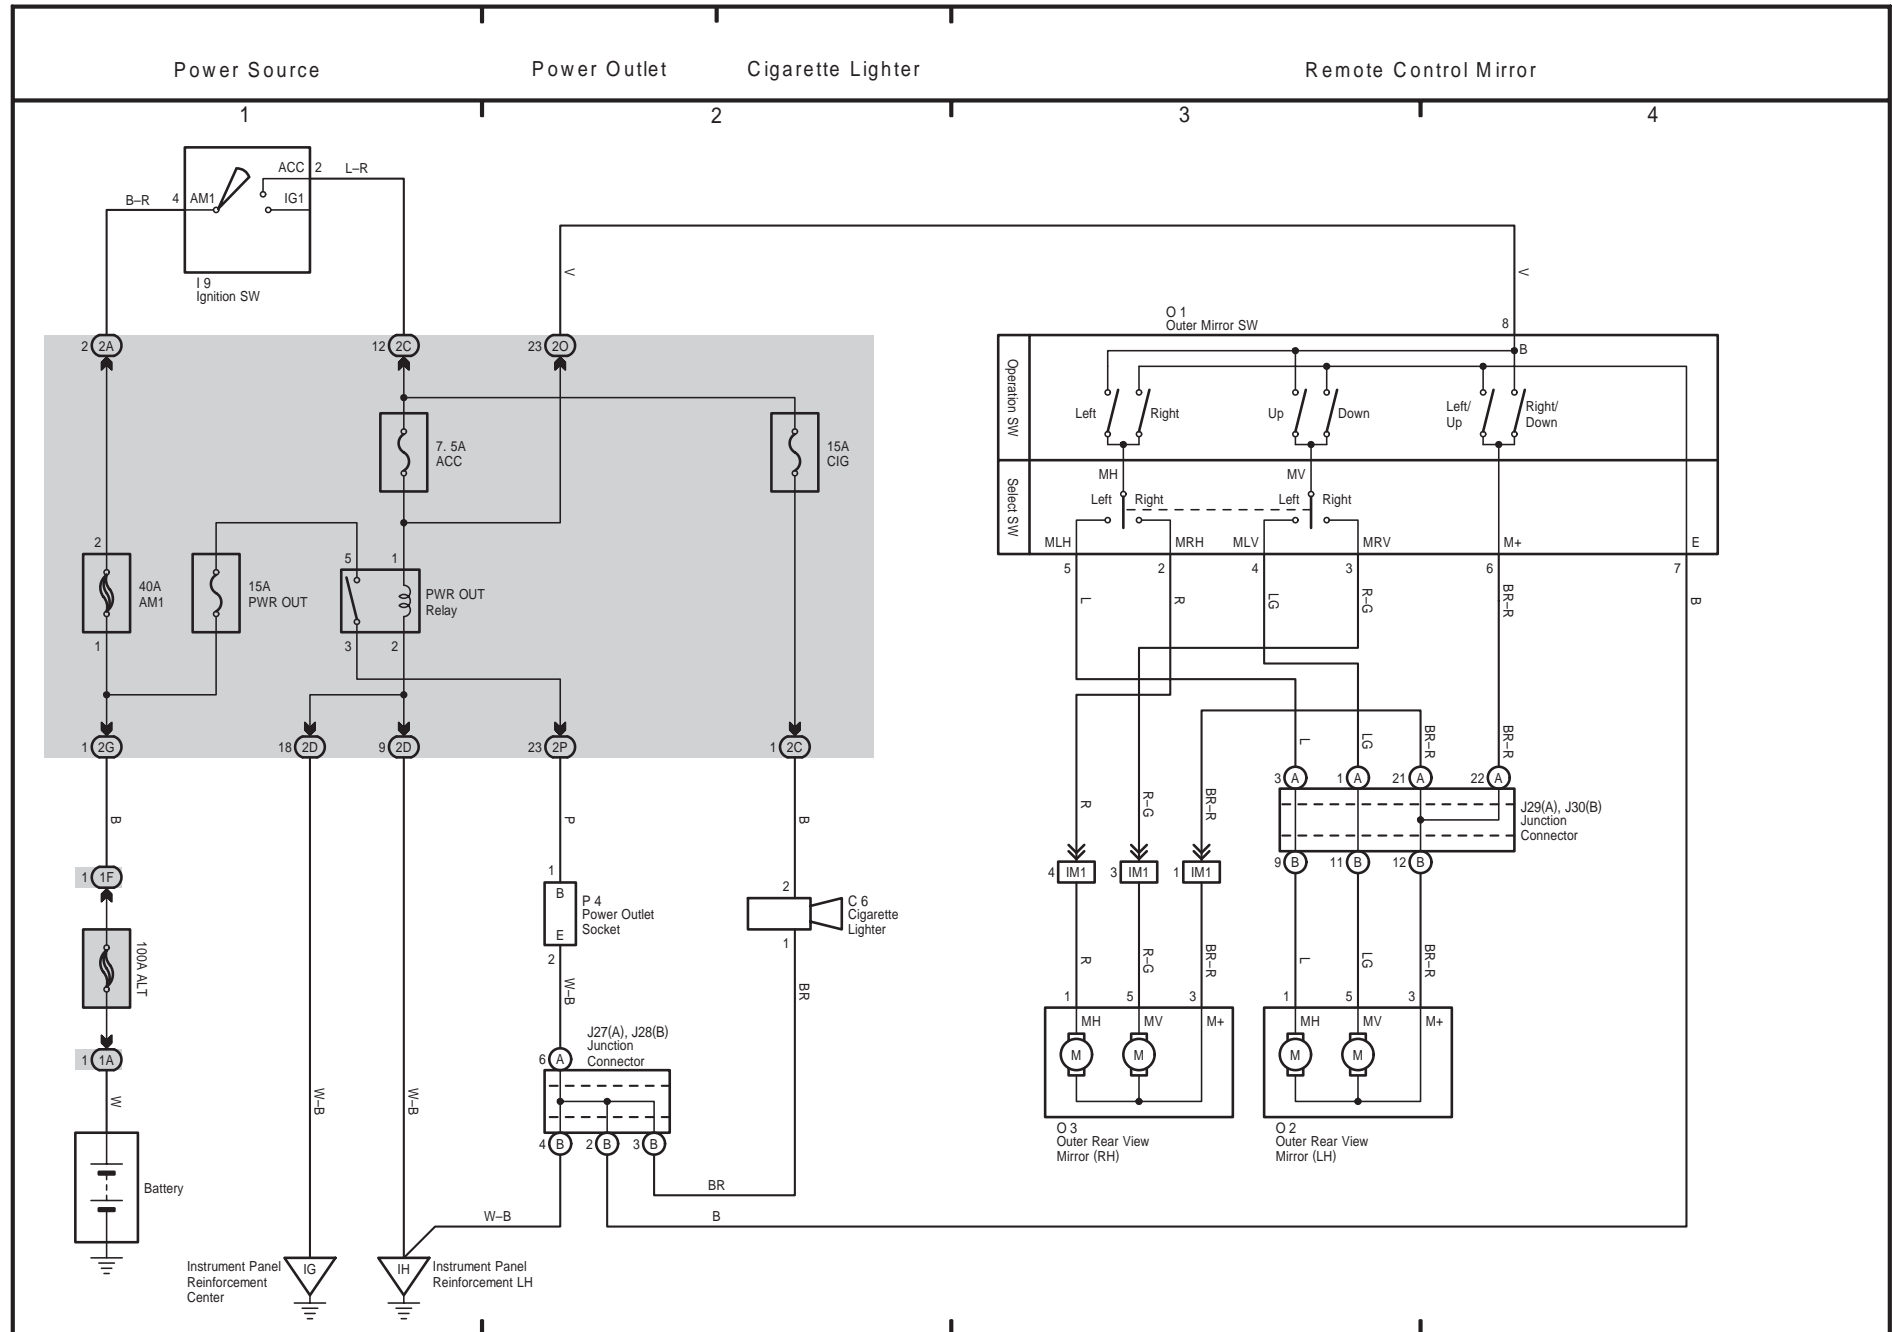 Power Source
Power Outlet
Cigarette Lighter
Remote Control Mirror
1
2
3
4
ACC
2
L–R
B–R
4
AM1
IG1
I 9
Ignition SW
V
V
O 1
Outer Mirror SW
8
2
2A
12
2C
23
2O
B
Operation SW
Left
Right
Up
Down
Left/
Up
Right/
Down
7. 5A
ACC
15A
CIG
Select SW
MH
MV
Left
Right
Left
Right
MLH
MRH
MLV
MRV
M+
E
5
2
4
3
6
7
2
40A
AM1
1
15A
PWR OUT
5
1
PWR OUT
Relay
3
2
L
R
LG
R–G
BR–R
B
1
2G
18
2D
9
2D
23
2P
1
2C
L
LG
BR–R
BR–R
3
A
1
A
21
A
22
A
J29(A), J30(B)
Junction
Connector
B
P
B
R
R–G
BR–R
9
B
11
B
12
B
4
IM1
3
IM1
1
IM1
1
1F
1
B
P 4
Power Outlet
Socket
E
2
2
C 6
Cigarette
Lighter
1
100A ALT
R
R–G
BR–R
L
LG
BR–R
W–B
BR
1
5
3
1
5
3
MH
MV
M+
MH
MV
M+
M
M
M
M
J27(A), J28(B)
Junction
Connector
1
1A
6
A
W
W–B
W–B
4
B
2
B
3
B
O 3
Outer Rear View
Mirror (RH)
O 2
Outer Rear View
Mirror (LH)
Battery
BR
W–B
B
Instrument Panel
Reinforcement
Center
IG
IH
Instrument Panel
Reinforcement LH